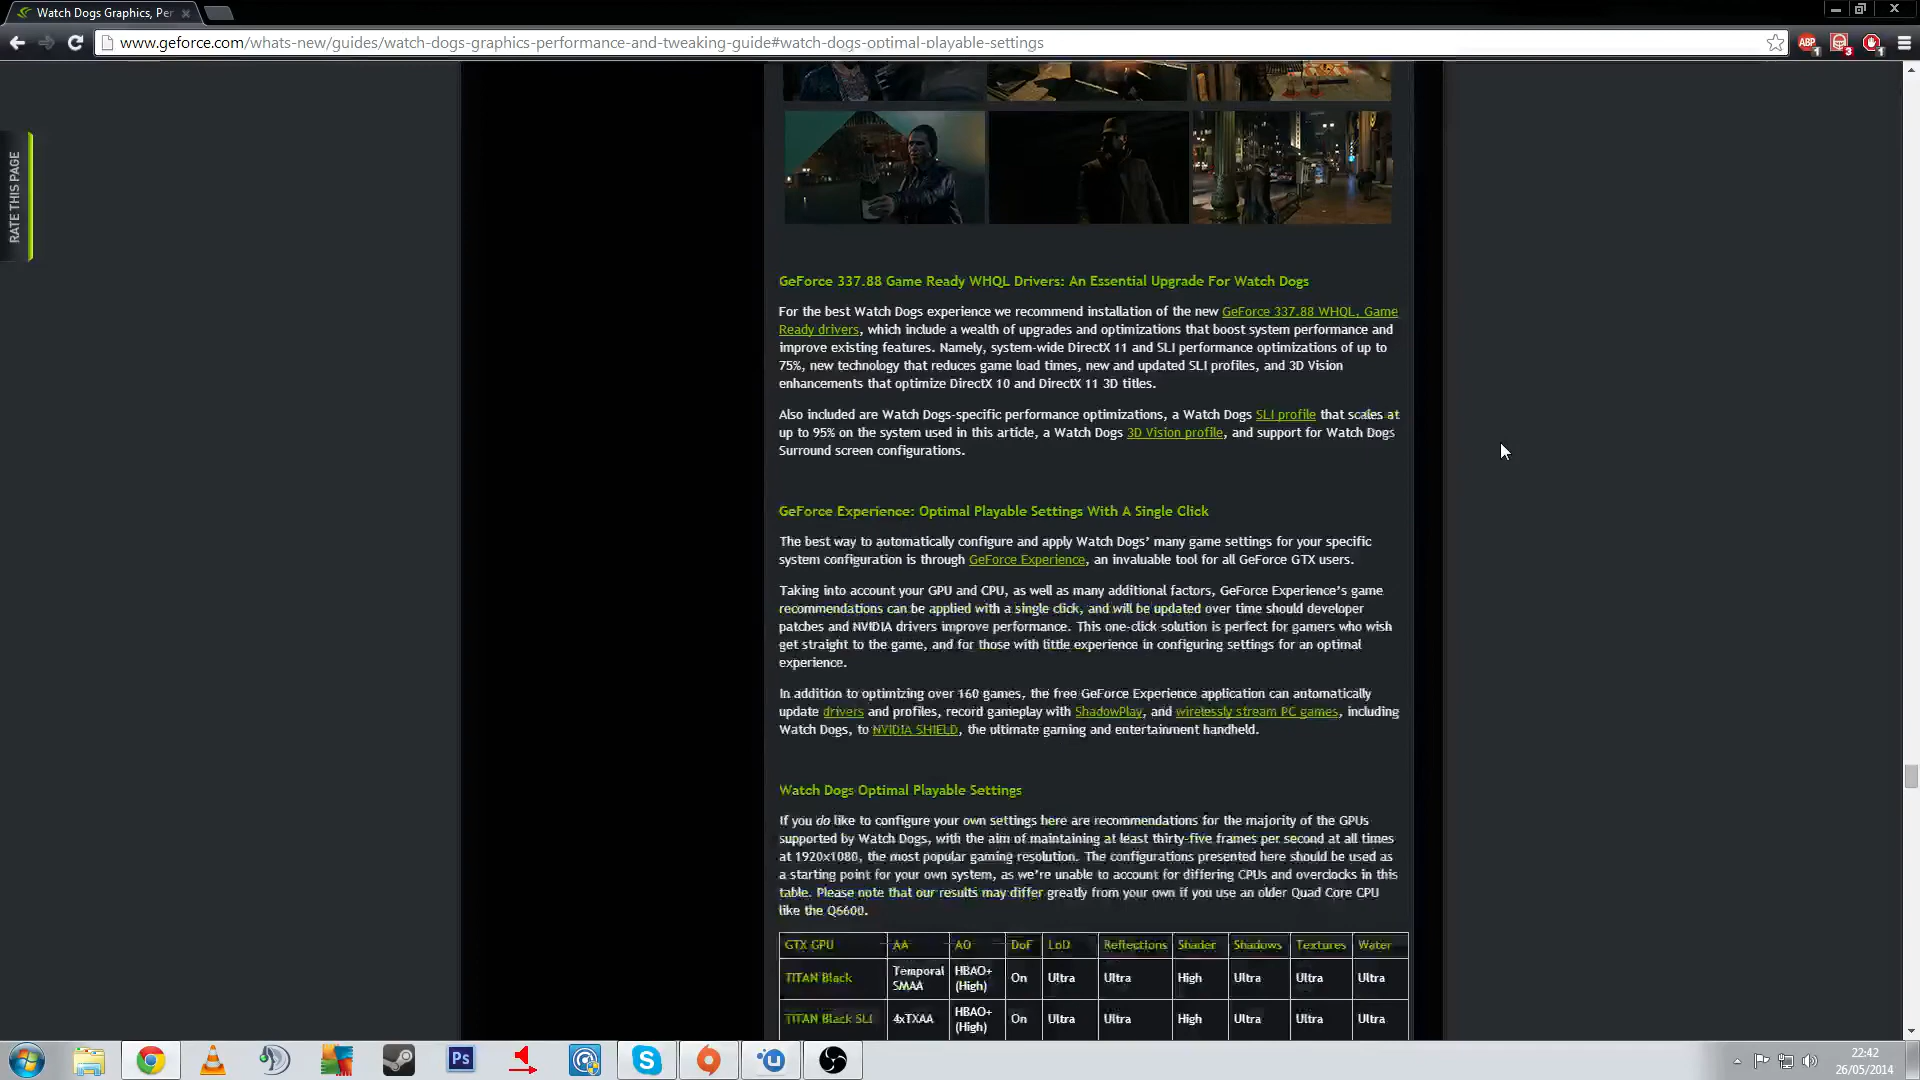 Watch Dogs Graphics, Per
www.geforce.com/whats-new/guides/watch-dogs-graphics-performance-and-tweaking-guide#watch-dogs-optimal-playable-settings
ABP
1
3
1
RATE THIS PAGE
GeForce 337.88 Game Ready WHQL Drivers: An Essential Upgrade For Watch Dogs
For the best Watch Dogs experience we recommend installation of the new GeForce 337.88 WHQL, Game
Ready drivers, which include a wealth of upgrades and optimizations that boost system performance and
improve existing features. Namely, system-wide DirectX 11 and SLI performance optimizations of up to
75%, new technology that reduces game load times, new and updated SLI profiles, and 3D Vision
enhancements that optimize DirectX 10 and DirectX 11 3D titles.
Also included are Watch Dogs-specific performance optimizations, a Watch Dogs SLI profile that scales at
up to 95% on the system used in this article, a Watch Dogs 3D Vision profile, and support for Watch Dogs
Surround screen configurations.
GeForce Experience: Optimal Playable Settings With A Single Click
The best way to automatically configure and apply Watch Dogs' many game settings for your specific
system configuration is through GeForce Experience, an invaluable tool for all GeForce GTX users.
Taking into account your GPU and CPU, as well as many additional factors, GeForce Experience's game
recommendations can be applied with a single click, and will be updated over time should developer
patches and NVIDIA drivers improve performance. This one-click solution is perfect for gamers who wish
get straight to the game, and for those with little experience in configuring settings for an optimal
experience.
In addition to optimizing over 160 games, the free GeForce Experience application can automatically
update drivers and profiles, record gameplay with ShadowPlay, and wirelessly stream PC games, including
Watch Dogs, to NVIDIA SHIELD, the ultimate gaming and entertainment handheld.
Watch Dogs Optimal Playable Settings
If you do like to configure your own settings here are recommendations for the majority of the GPUs
supported by Watch Dogs, with the aim of maintaining at least thirty-five frames per second at all times
at 1920x1080, the most popular gaming resolution. The configurations presented here should be used as
a starting point for your own system, as we're unable to account for differing CPUs and overclocks in this
table. Please note that our results may differ greatly from your own if you use an older Quad Core CPU
like the Q6600.
GTX GPU AA AO DoF LoD Reflections Shader Shadows Textures Water
TITAN Black Temporal SMAA HBAO+ (High) On Ultra Ultra High Ultra Ultra Ultra
TITAN Black SLI 4xTXAA HBAO+ (High) On Ultra Ultra High Ultra Ultra Ultra
Ps
22:42
26/05/2014